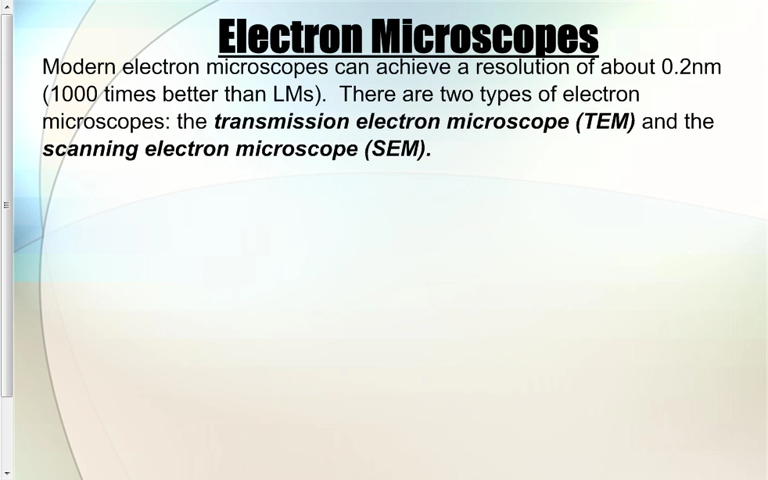 Electron Microscopes
Modern electron microscopes can achieve a resolution of about 0.2nm
(1000 times better than LMs).  There are two types of electron
microscopes: the transmission electron microscope (TEM) and the
scanning electron microscope (SEM).